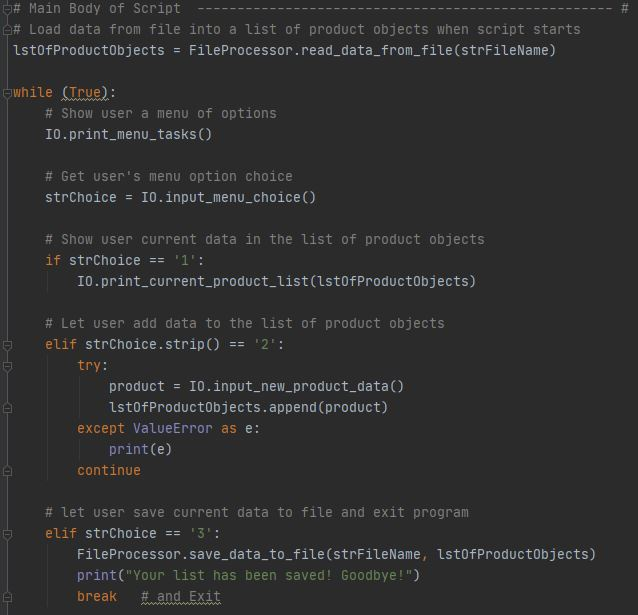 # Main Body of Script  ---------------------------------------------------- #
# Load data from file into a list of product objects when script starts
lstOfProductObjects = FileProcessor.read_data_from_file(strFileName)

while (True):
    # Show user a menu of options
    IO.print_menu_tasks()

    # Get user's menu option choice
    strChoice = IO.input_menu_choice()

    # Show user current data in the list of product objects
    if strChoice == '1':
        IO.print_current_product_list(lstOfProductObjects)

    # Let user add data to the list of product objects
    elif strChoice.strip() == '2':
        try:
            product = IO.input_new_product_data()
            lstOfProductObjects.append(product)
        except ValueError as e:
            print(e)
        continue

    # let user save current data to file and exit program
    elif strChoice == '3':
        FileProcessor.save_data_to_file(strFileName, lstOfProductObjects)
        print("Your list has been saved! Goodbye!")
        break   # and Exit